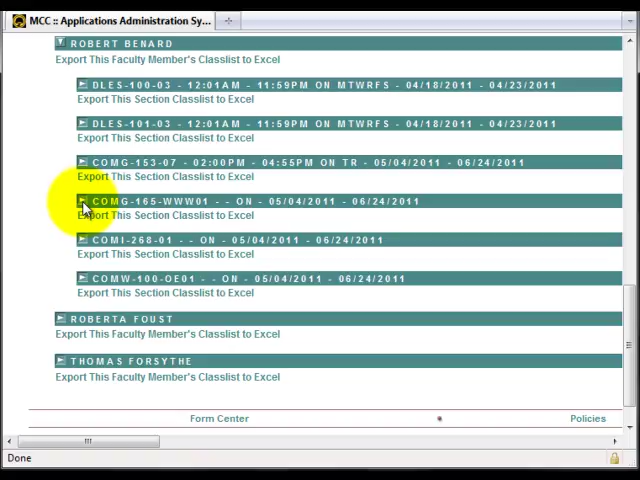 MCC :: Applications Administration Sy...
ROBERT BENARD
Export This Faculty Member's Classlist to Excel
DLES-100-03 - 12:01AM - 11:59PM ON MTWRFS - 04/18/2011 - 04/23/2011
Export This Section Classlist to Excel
DLES-101-03 - 12:01AM - 11:59PM ON MTWRFS - 04/18/2011 - 04/23/2011
Export This Section Classlist to Excel
COMG-153-07 - 02:00PM - 04:55PM ON TR - 05/04/2011 - 06/24/2011
Export This Section Classlist to Excel
COMG-165-WWW01 - - ON - 05/04/2011 - 06/24/2011
Export This Section Classlist to Excel
COMI-268-01 - - ON - 05/04/2011 - 06/24/2011
Export This Section Classlist to Excel
COMW-100-OE01 - - ON - 05/04/2011 - 06/24/2011
Export This Section Classlist to Excel
ROBERTA FOUST
Export This Faculty Member's Classlist to Excel
THOMAS FORSYTHE
Export This Faculty Member's Classlist to Excel
Form Center Policies
Done